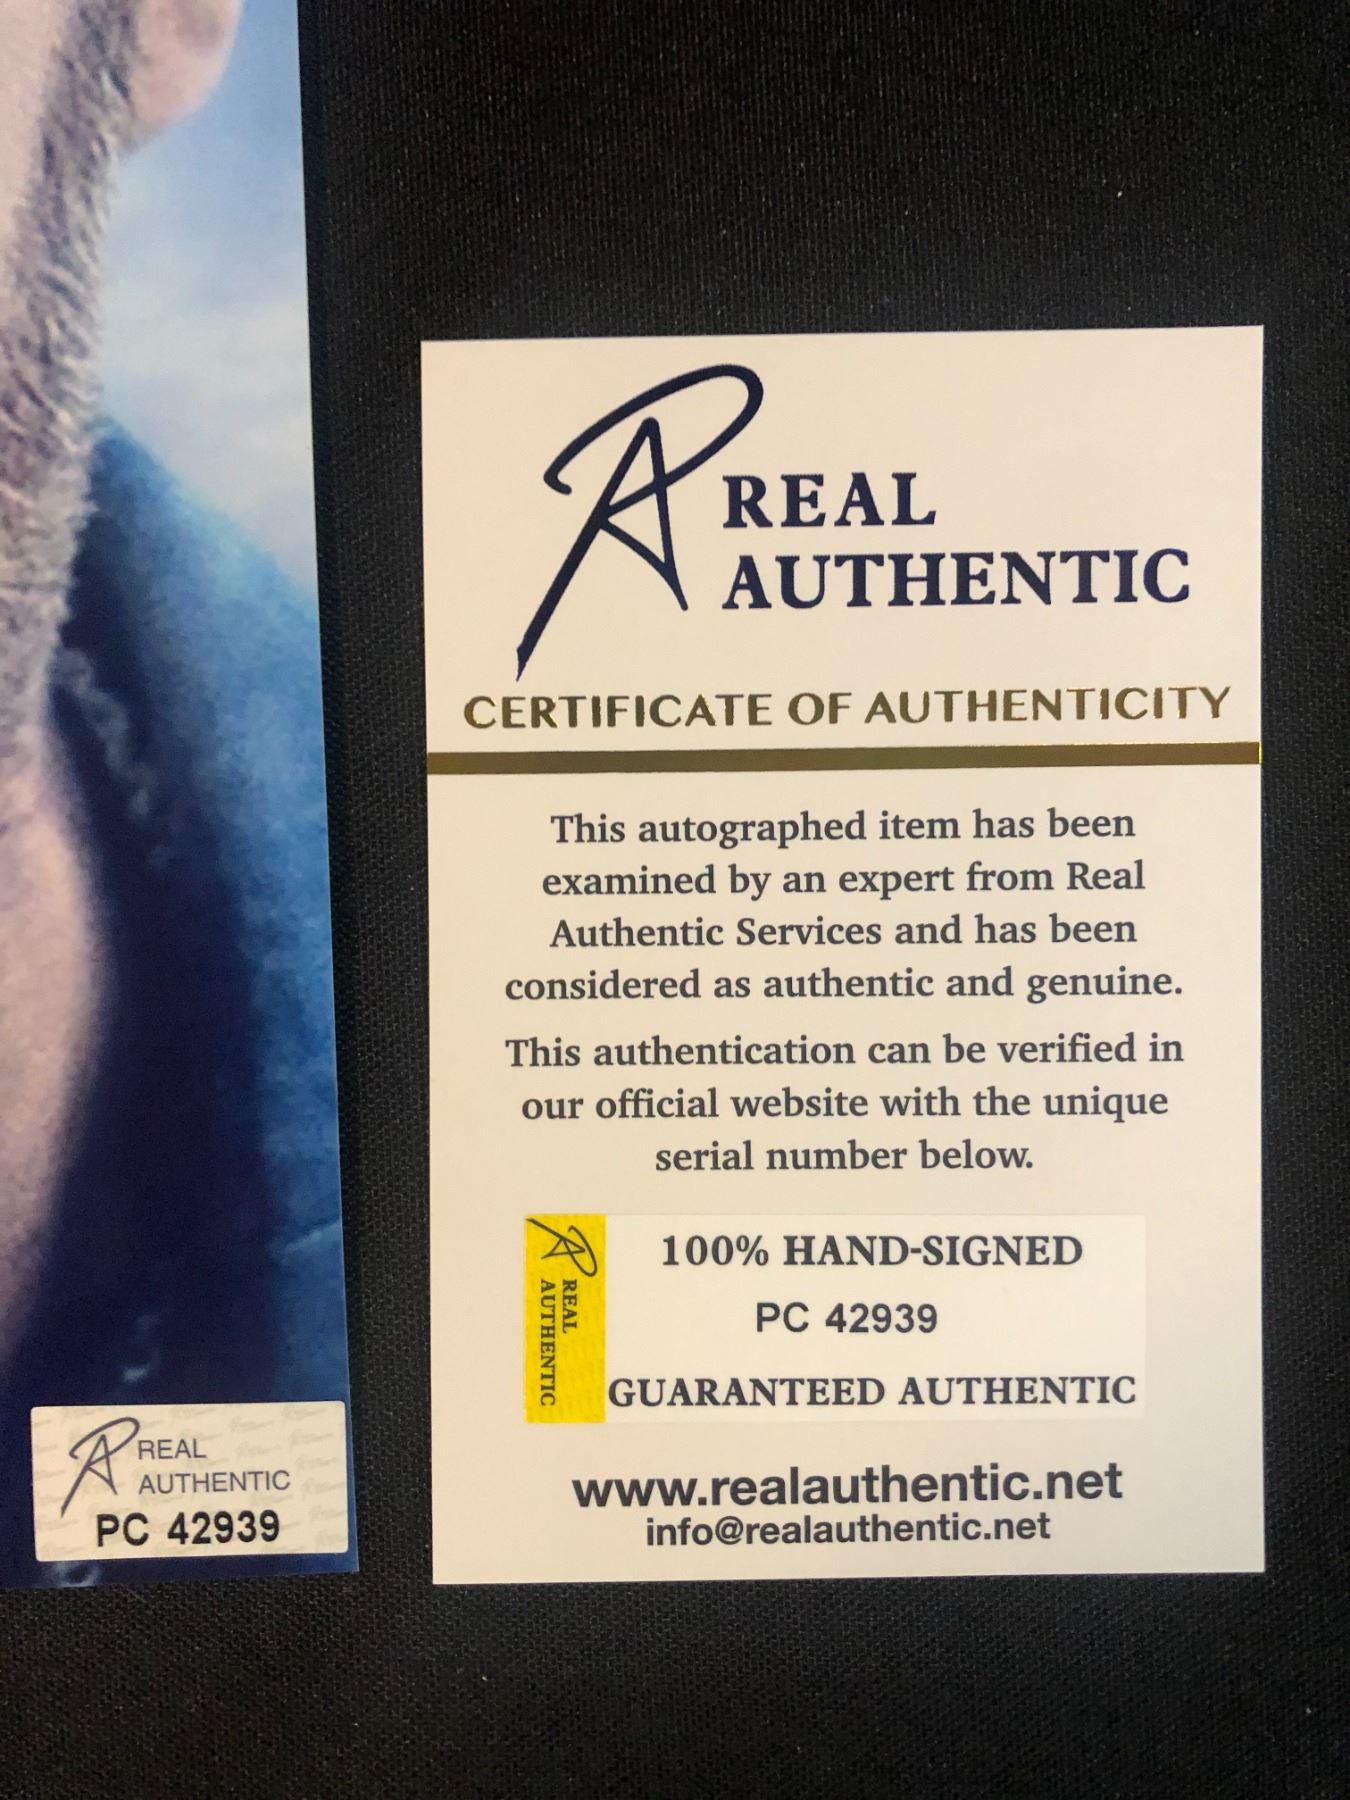 REAL
AUTHENTIC
CERTIFICATE OF AUTHENTICITY
This autographed item has been
examined by an expert from Real
Authentic Services and has been
considered as authentic and genuine.
This authentication can be verified in
our official website with the unique
serial number below.
REAL
AUTHENTIC
100% HAND-SIGNED
PC 42939
GUARANTEED AUTHENTIC
www.realauthentic.net
info@realauthentic.net
REAL
AUTHENTIC
PC 42939